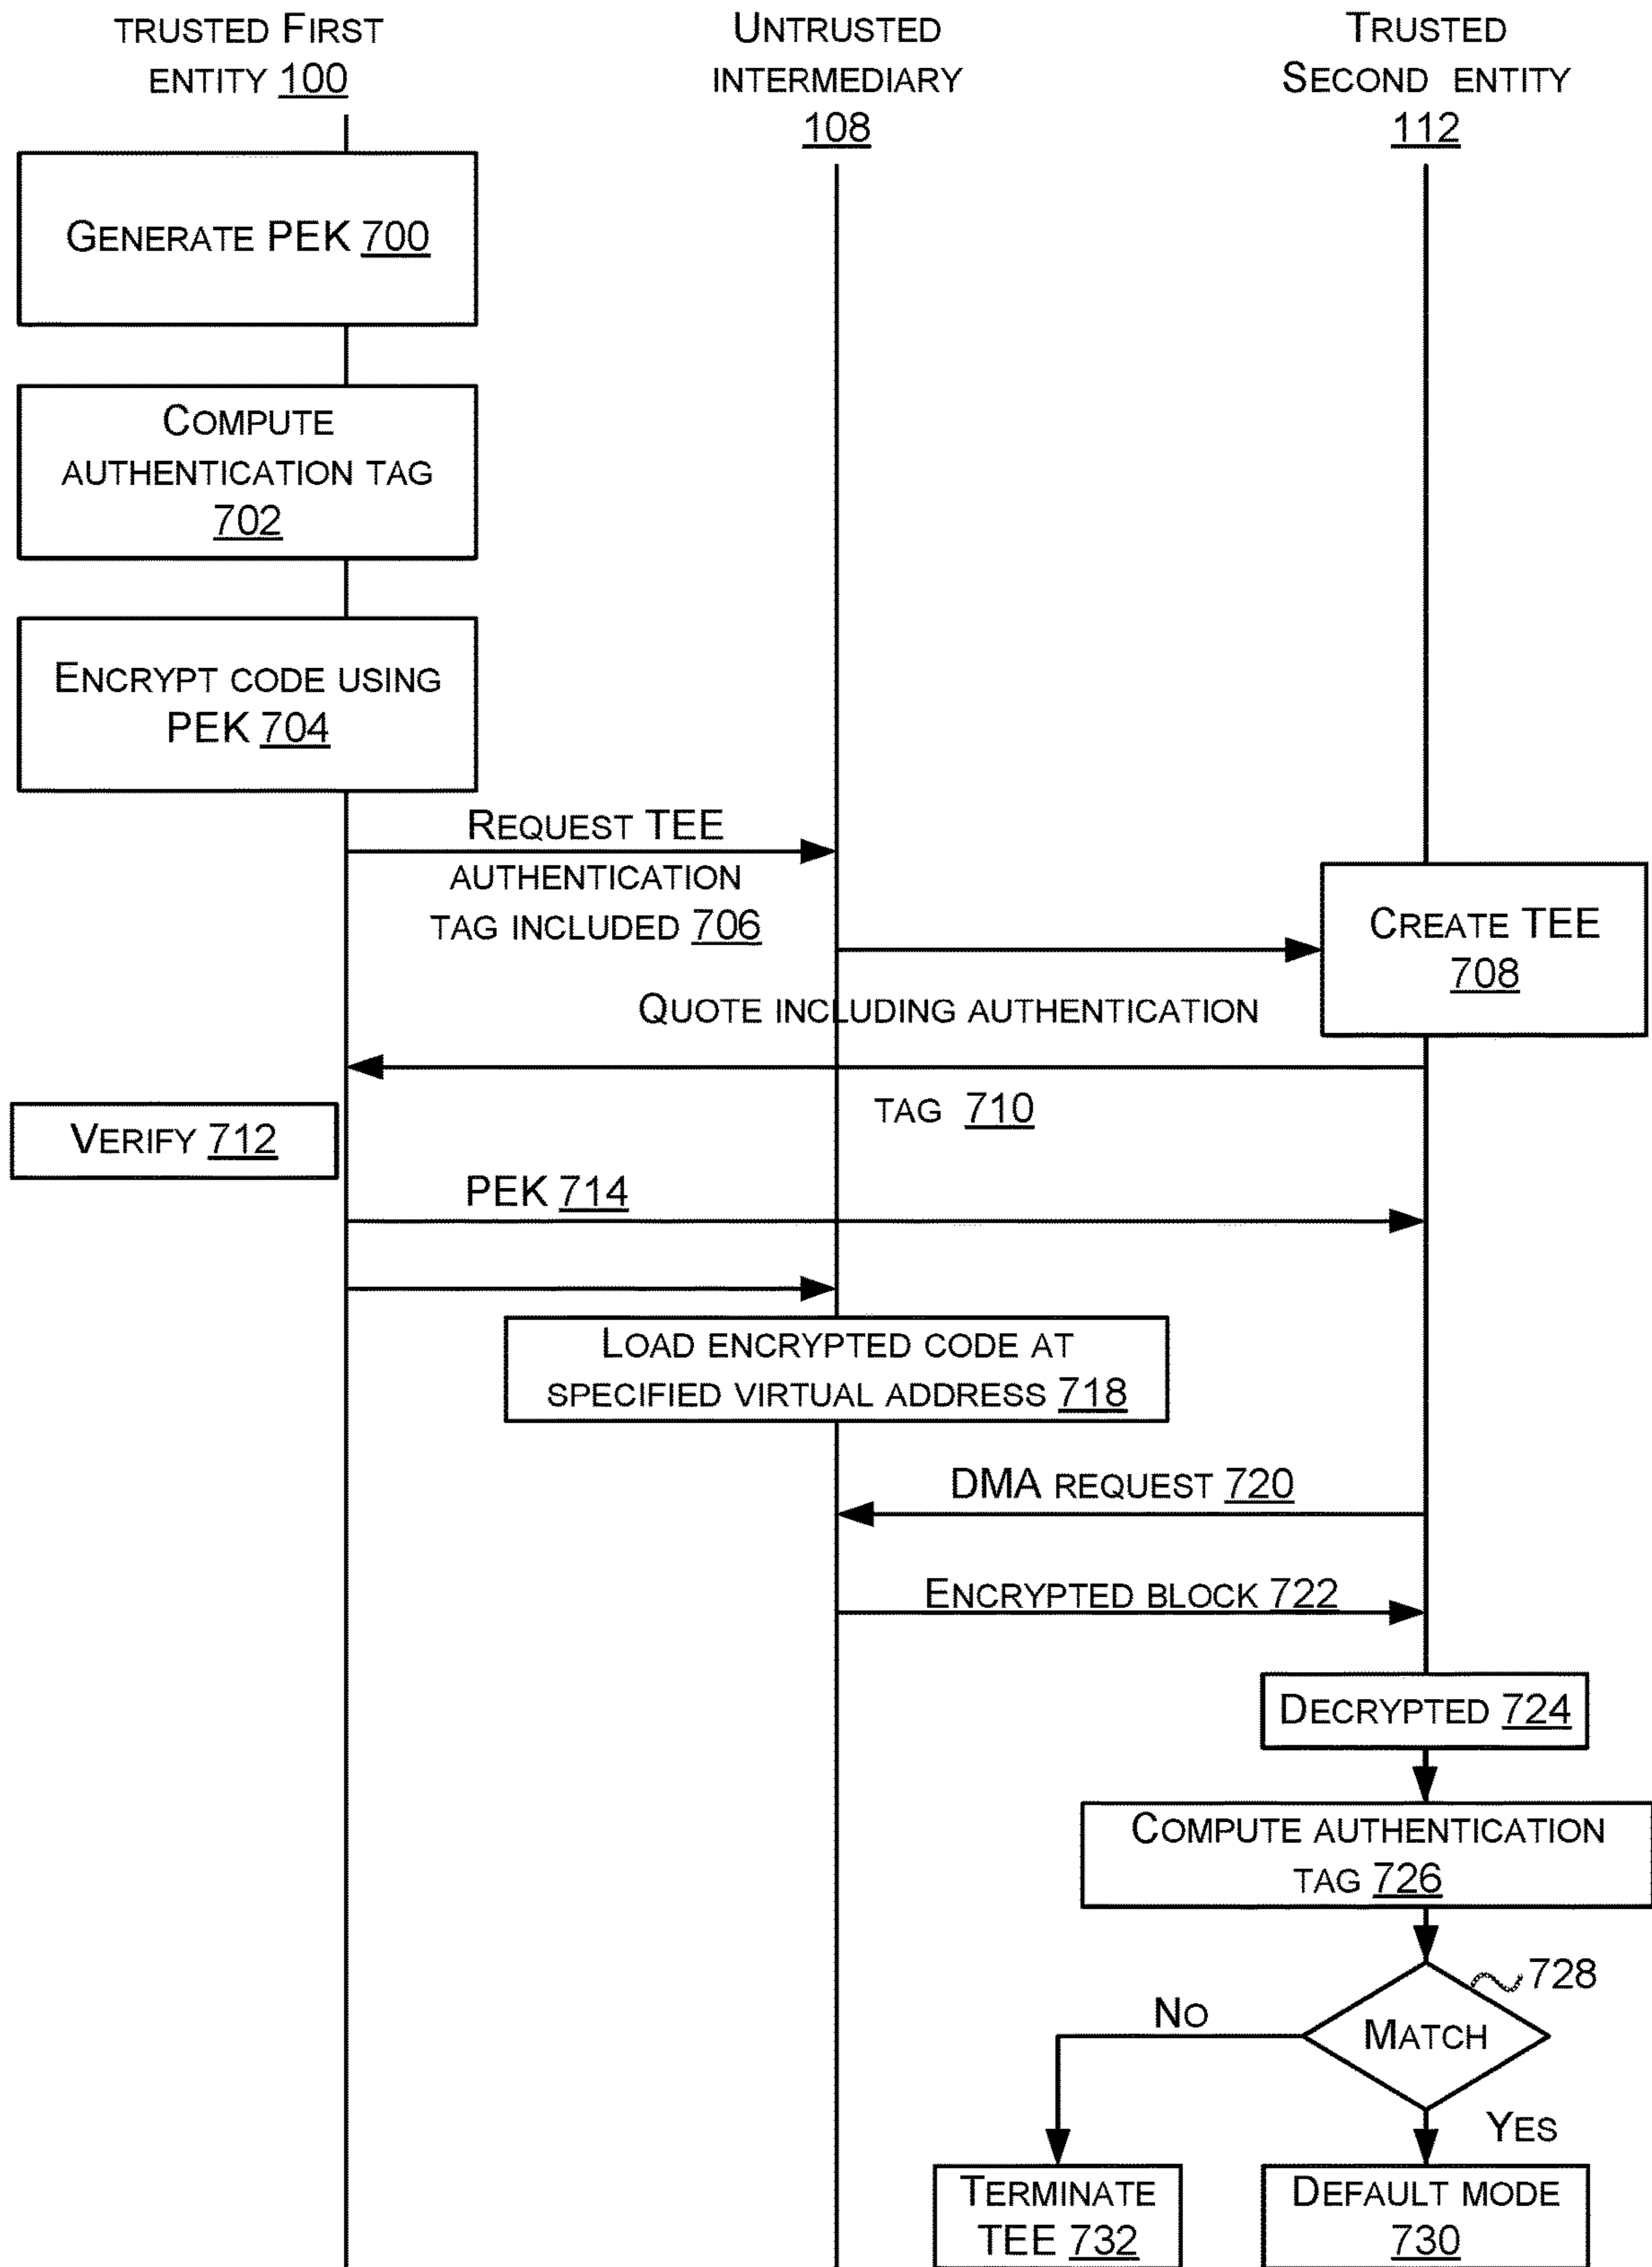 TRUSTED FIRST
ENTITY 100
UNTRUSTED
INTERMEDIARY
108
TRUSTED
SECOND ENTITY
112
GENERATE PEK 700
COMPUTE
AUTHENTICATION TAG
702
ENCRYPT CODE USING
PEK 704
REQUEST TEE
AUTHENTICATION
TAG INCLUDED 706
CREATE TEE
708
QUOTE INCLUDING AUTHENTICATION
TAG 710
VERIFY 712
PEK 714
LOAD ENCRYPTED CODE AT
SPECIFIED VIRTUAL ADDRESS 718
DMA REQUEST 720
ENCRYPTED BLOCK 722
DECRYPTED 724
COMPUTE AUTHENTICATION
TAG 726
728
MATCH
NO
YES
TERMINATE
TEE 732
DEFAULT MODE
730